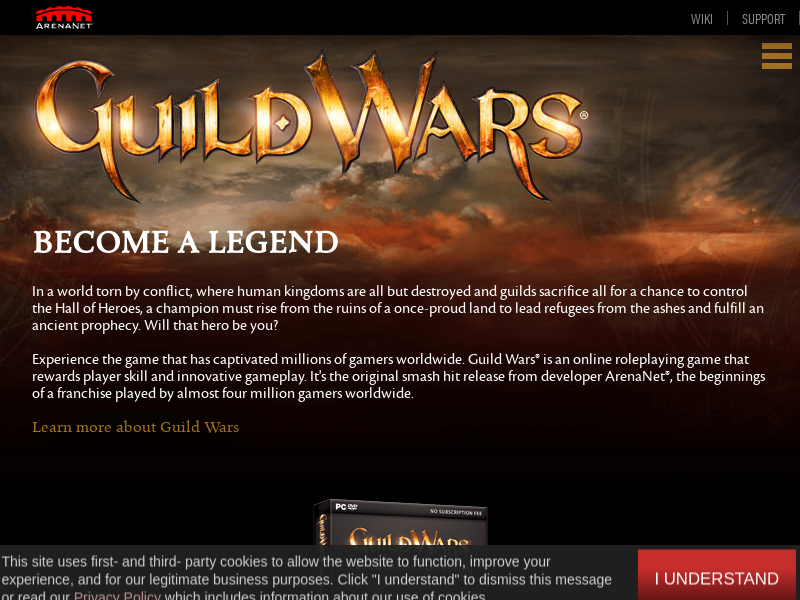 ARENANET
WIKI
SUPPORT
GUILD WARS®
BECOME A LEGEND
In a world torn by conflict, where human kingdoms are all but destroyed and guilds sacrifice all for a chance to control
the Hall of Heroes, a champion must rise from the ruins of a once-proud land to lead refugees from the ashes and fulfill an
ancient prophecy. Will that hero be you?
Experience the game that has captivated millions of gamers worldwide. Guild Wars® is an online roleplaying game that
rewards player skill and innovative gameplay. It's the original smash hit release from developer ArenaNet®, the beginnings
of a franchise played by almost four million gamers worldwide.
Learn more about Guild Wars
PC DVD
NO SUBSCRIPTION FEE
GUILD WARS
This site uses first- and third- party cookies to allow the website to function, improve your
experience, and for our legitimate business purposes. Click "I understand" to dismiss this message
or read our Privacy Policy which includes information about our use of cookies.
I UNDERSTAND